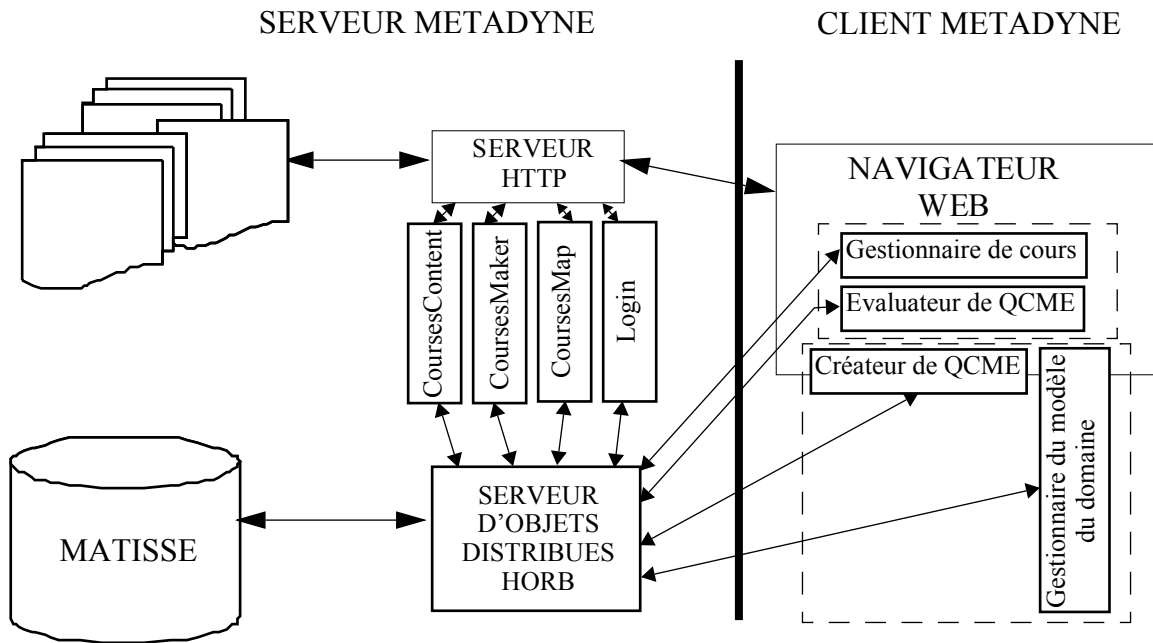 SERVEUR METADYNE
CLIENT METADYNE
SERVEUR
HTTP
NAVIGATEUR
WEB
CoursesContent
CoursesMaker
CoursesMap
Login
Gestionnaire de cours
Evaluateur de QCME
Créateur de QCME
Gestionnaire du modèle
du domaine
MATISSE
SERVEUR
D’OBJETS
DISTRIBUES
HORB